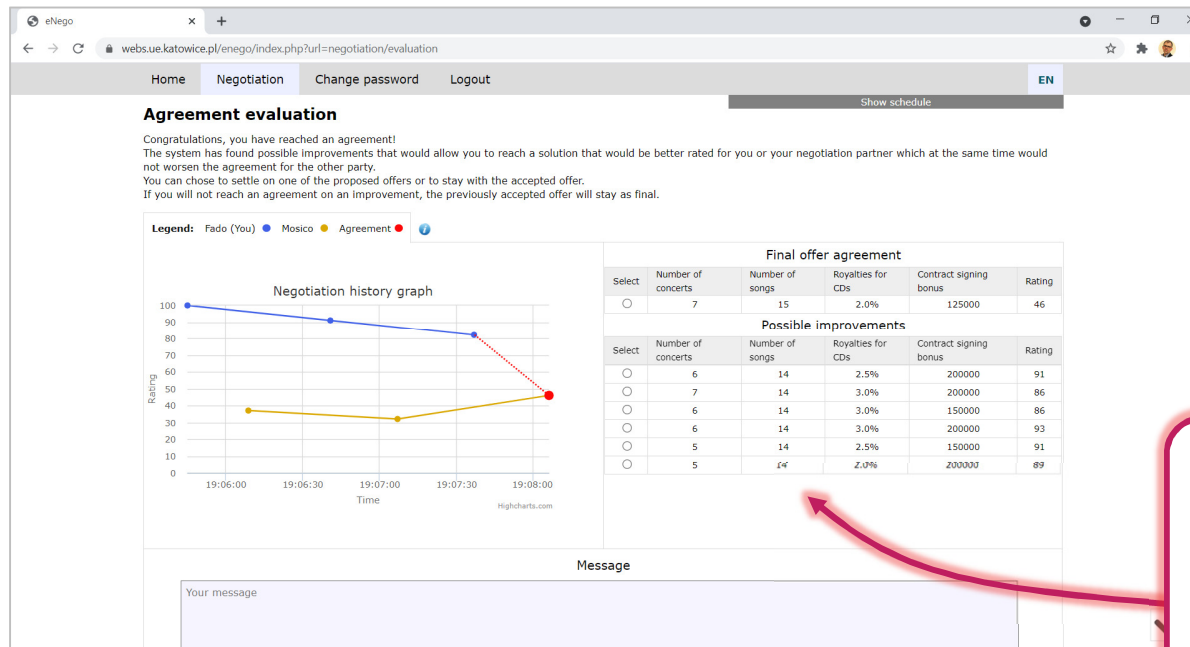 eNego
webs.ue.katowice.pl/enego/index.php?url=negotiation/evaluation
Home Negotiation Change password Logout EN
Show schedule
Agreement evaluation
Congratulations, you have reached an agreement!
The system has found possible improvements that would allow you to reach a solution that would be better rated for you or your negotiation partner which at the same time would
not worsen the agreement for the other party.
You can chose to settle on one of the proposed offers or to stay with the accepted offer.
If you will not reach an agreement on an improvement, the previously accepted offer will stay as final.
Legend: Fado (You) Mosico Agreement
Negotiation history graph
100
90
80
70
60
50
40
30
20
10
0
Rating
19:06:00 19:06:30 19:07:00 19:07:30 19:08:00
Time
Highcharts.com
Final offer agreement
Select Number of concerts Number of songs Royalties for CDs Contract signing bonus Rating
7 15 2.0% 125000 46
Possible improvements
Select Number of concerts Number of songs Royalties for CDs Contract signing bonus Rating
6 14 2.5% 200000 91
7 14 3.0% 200000 86
6 14 3.0% 150000 86
6 14 3.0% 200000 93
5 14 2.5% 150000 91
5 89
Message
Your message